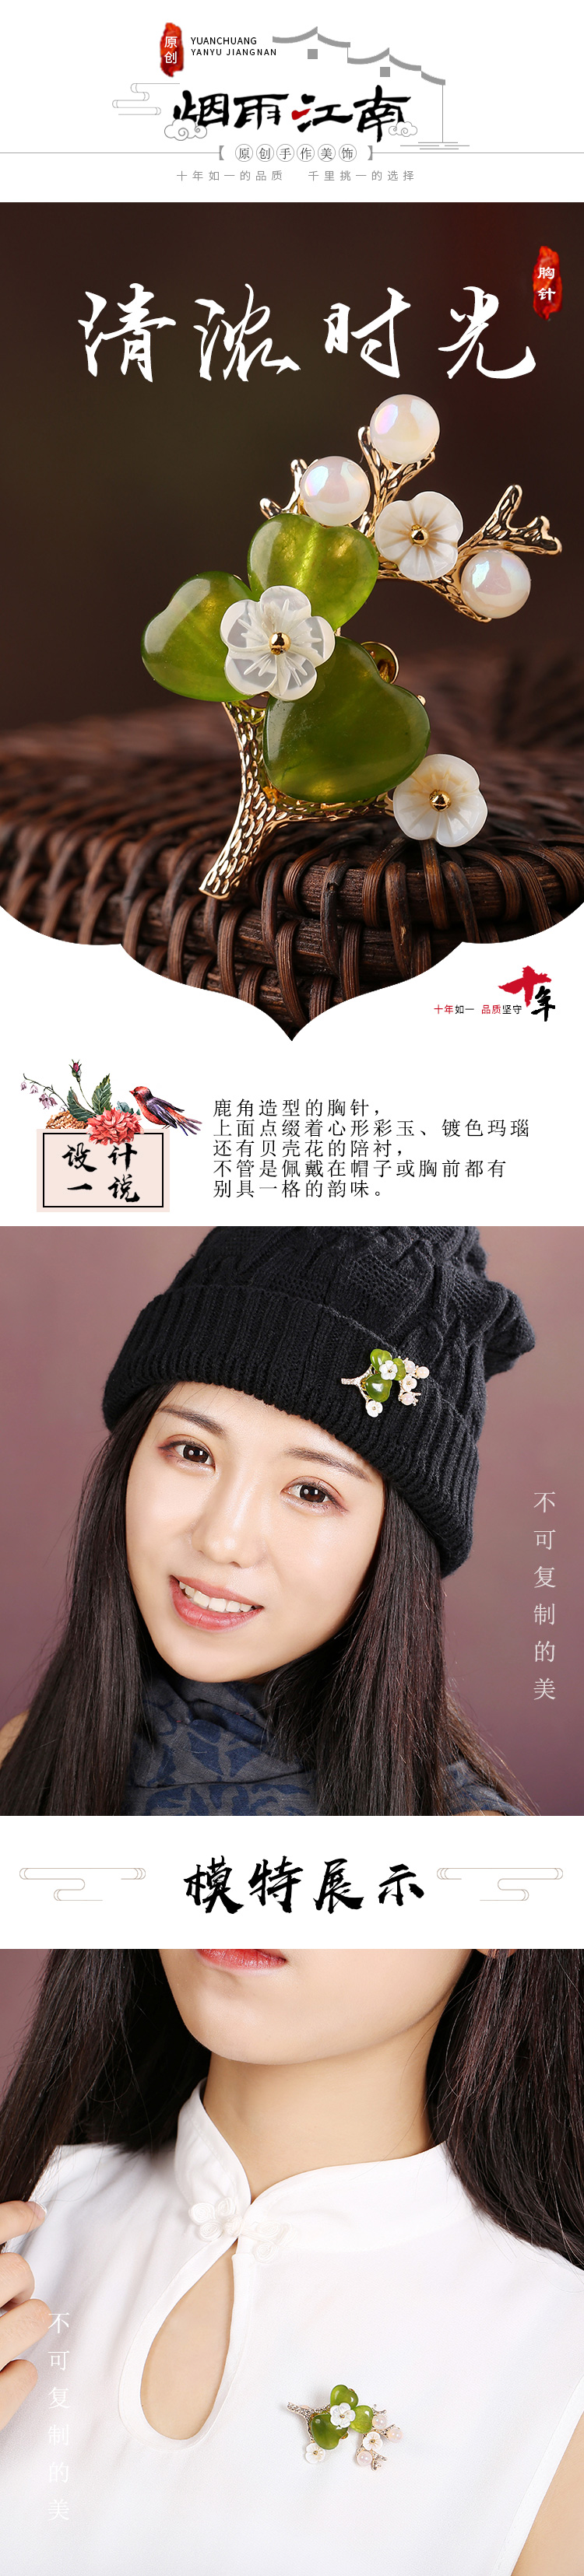 原创
YUANCHUANG
YANYU JIANGNAN
烟雨江南
【原创手作美饰】
十年如一的品质 千里挑一的选择
胸针
清浓时光
十年
十年如一 品质坚守
设计
一说
鹿角造型的胸针，
上面点缀着心形彩玉、镀色玛瑙
还有贝壳花的陪衬，
不管是佩戴在帽子或胸前都有
别具一格的韵味。
不可复制的美
模特展示
不可复制的美